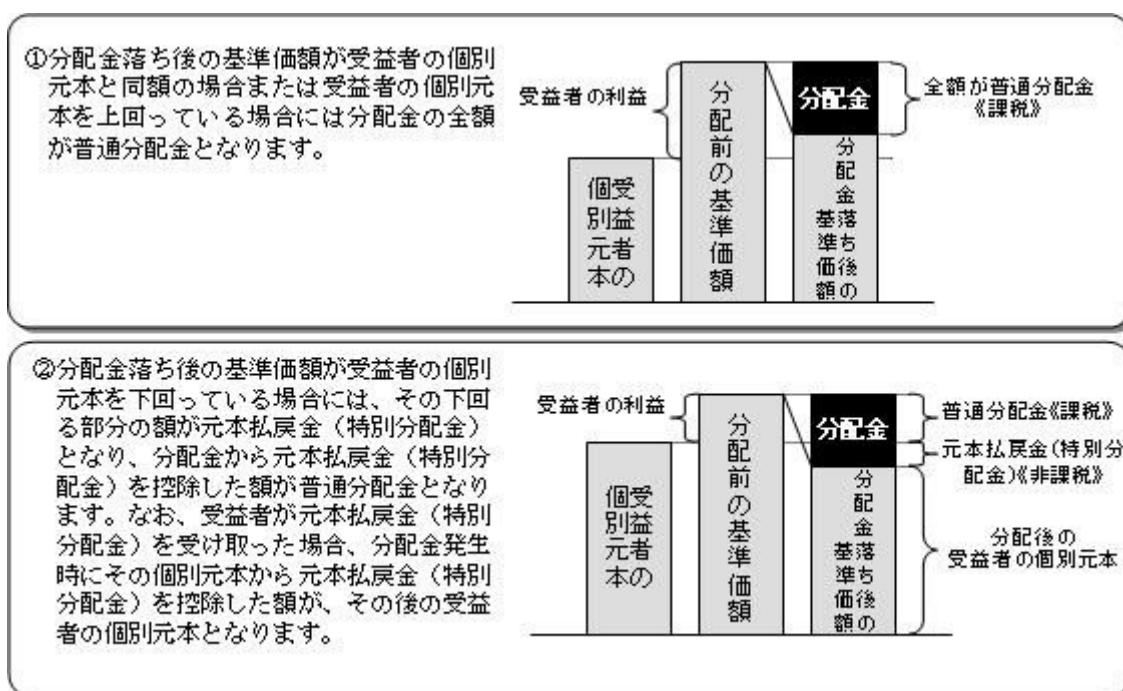 ①分配金落ち後の基準価額が受益者の個別
元本と同額の場合または受益者の個別元
本を上回っている場合には分配金の全額
が普通分配金となります。
受益者の利益
個別元本
受益者の
分配前の基準価額
分配金
分配金落ち後の
基準価額
全額が普通分配金
《課税》
②分配金落ち後の基準価額が受益者の個別
元本を下回っている場合には、その下回
る部分の額が元本払戻金（特別分配金）
となり、分配金から元本払戻金（特別分
配金）を控除した額が普通分配金となり
ます。なお、受益者が元本払戻金（特別
分配金）を受け取った場合、分配金発生
時にその個別元本から元本払戻金（特別
分配金）を控除した額が、その後の受益
者の個別元本となります。
受益者の利益
受益者の
個別元本
分配前の基準価額
分配金
分配金落ち後の
基準価額
普通分配金《課税》
元本払戻金(特別分
配金)《非課税》
分配後の
受益者の個別元本